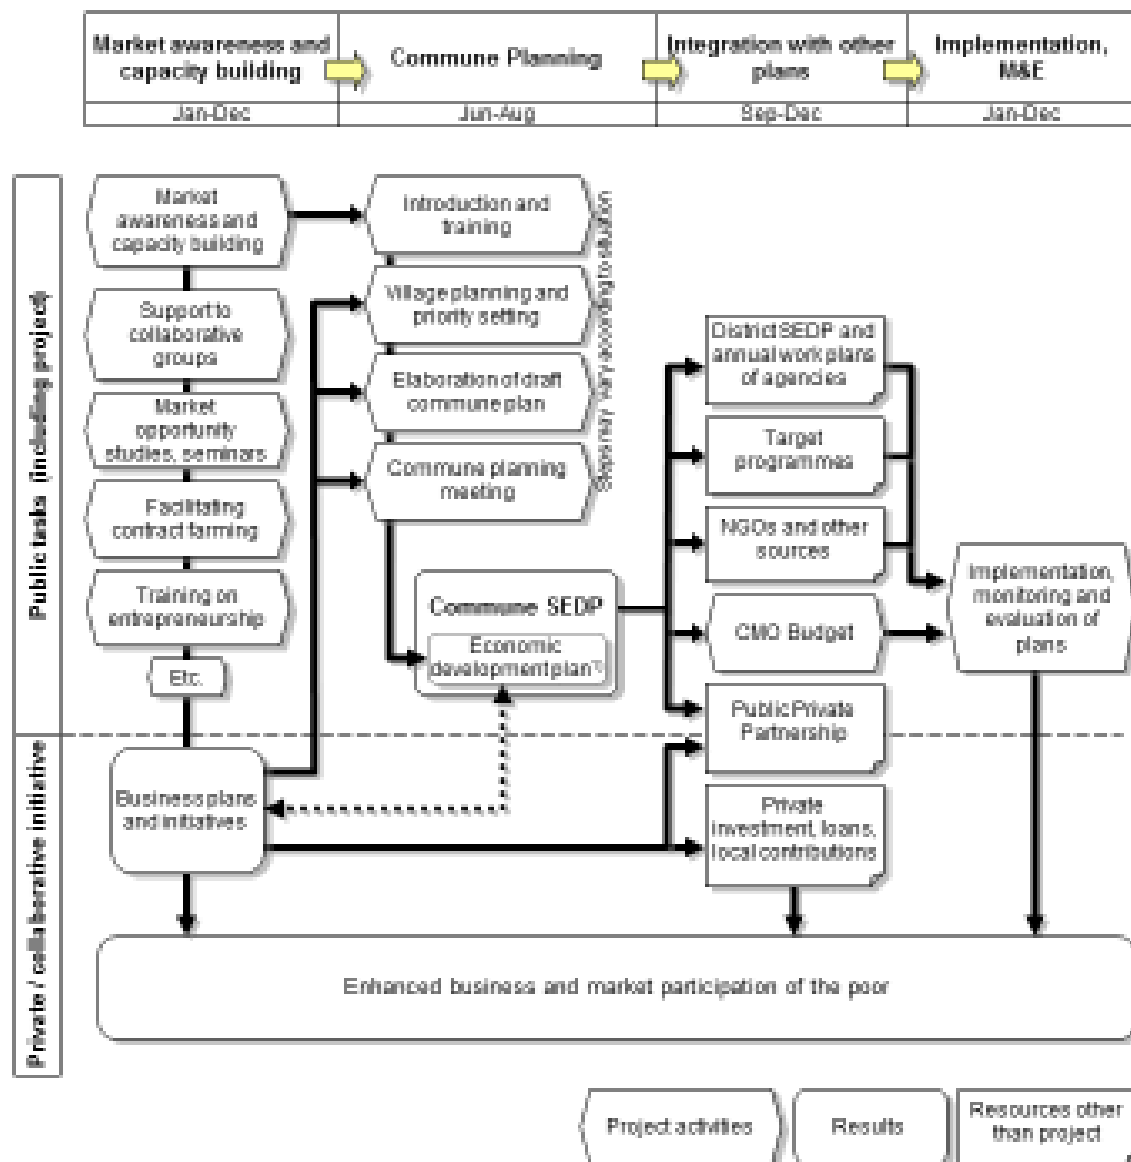 Market awareness and
capacity building
Commune Planning
Integration with other
plans
Implementation,
M&E
Jan-Dec
Jun-Aug
Sep-Dec
Jan-Dec
Public tasks (including project)
Private / collaborative initiative
Market
awareness and
capacity building
Support to
collaborative
groups
Market
opportunity
studies, seminars
Facilitating
contract farming
Training on
entrepreneurship
Etc.
Business plans
and initiatives
Introduction and
training
Village planning and
priority setting
Elaboration of draft
commune plan
Commune planning
meeting
Steps may vary according to situation
Commune SEDP
Economic
development plan
District SEDP and
annual work plans
of agencies
Target
programmes
NGOs and other
sources
Budget
Public Private
Partnership
Private
investment, loans,
local contributions
Implementation,
monitoring and
evaluation of
plans
Enhanced business and market participation of the poor
Project activities
Results
Resources other
than project